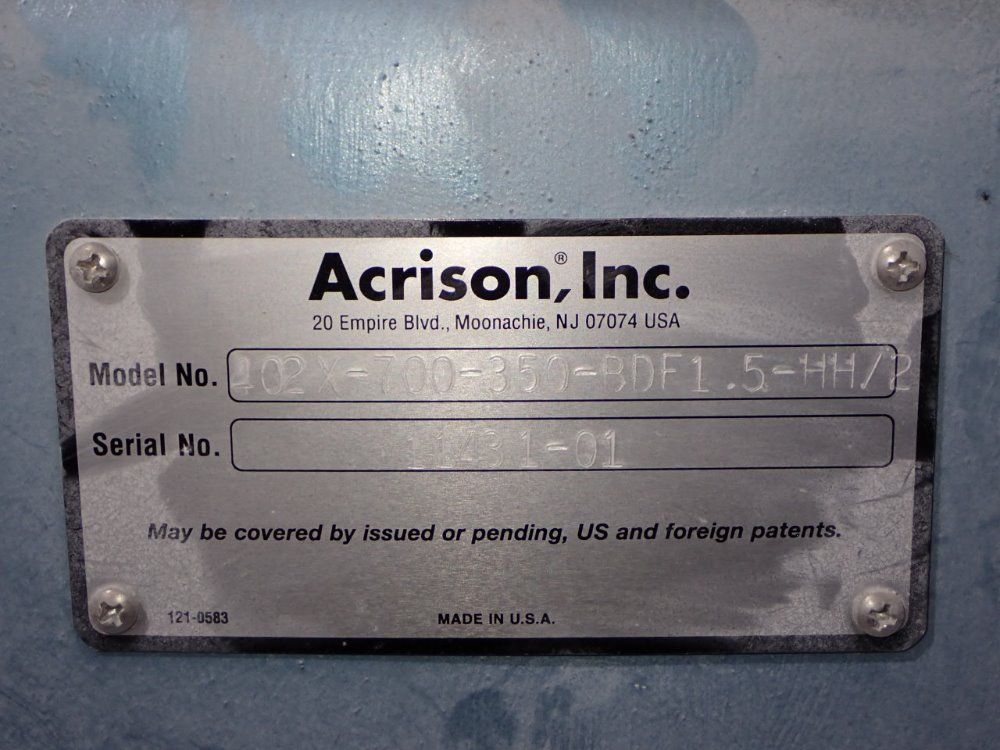 Acrison,® Inc.
20 Empire Blvd., Moonachie, NJ 07074 USA
Model No. 402X-700-350-BDF1.5-HH/2
Serial No. 11431-01
May be covered by issued or pending, US and foreign patents.
121-0583 MADE IN U.S.A.